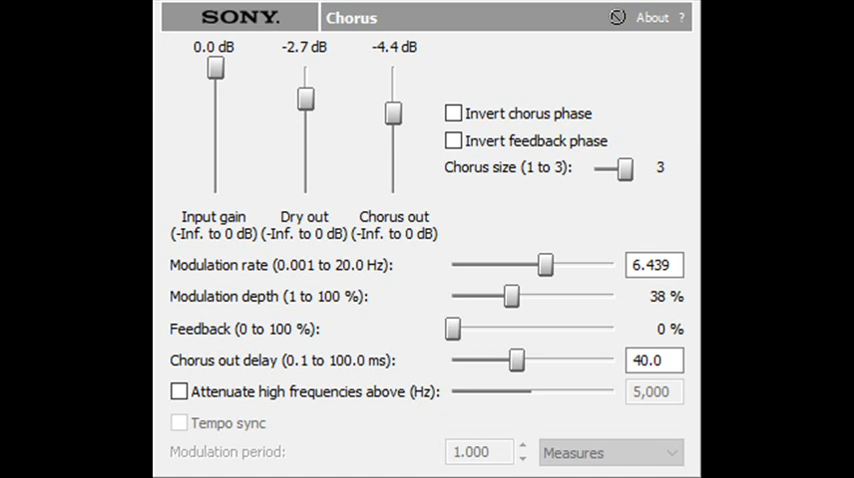 SONY. Chorus About ?
0.0 dB -2.7 dB -4.4 dB
Invert chorus phase
Invert feedback phase
Chorus size (1 to 3): 3
Input gain Dry out Chorus out
(-Inf. to 0 dB) (-Inf. to 0 dB) (-Inf. to 0 dB)
Modulation rate (0.001 to 20.0 Hz): 6.439
Modulation depth (1 to 100 %): 38 %
Feedback (0 to 100 %): 0 %
Chorus out delay (0.1 to 100.0 ms): 40.0
Attenuate high frequencies above (Hz): 5,000
Tempo sync
Modulation period: 1.000 Measures